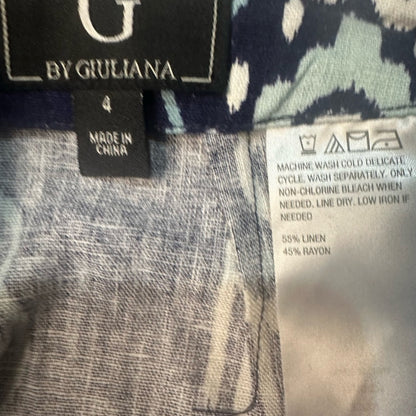 G
BY GIULIANA
4
MADE IN
CHINA
MACHINE WASH COLD DELICATE
CYCLE. WASH SEPARATELY. ONLY
NON-CHLORINE BLEACH WHEN
NEEDED. LINE DRY. LOW IRON IF
NEEDED
55% LINEN
45% RAYON